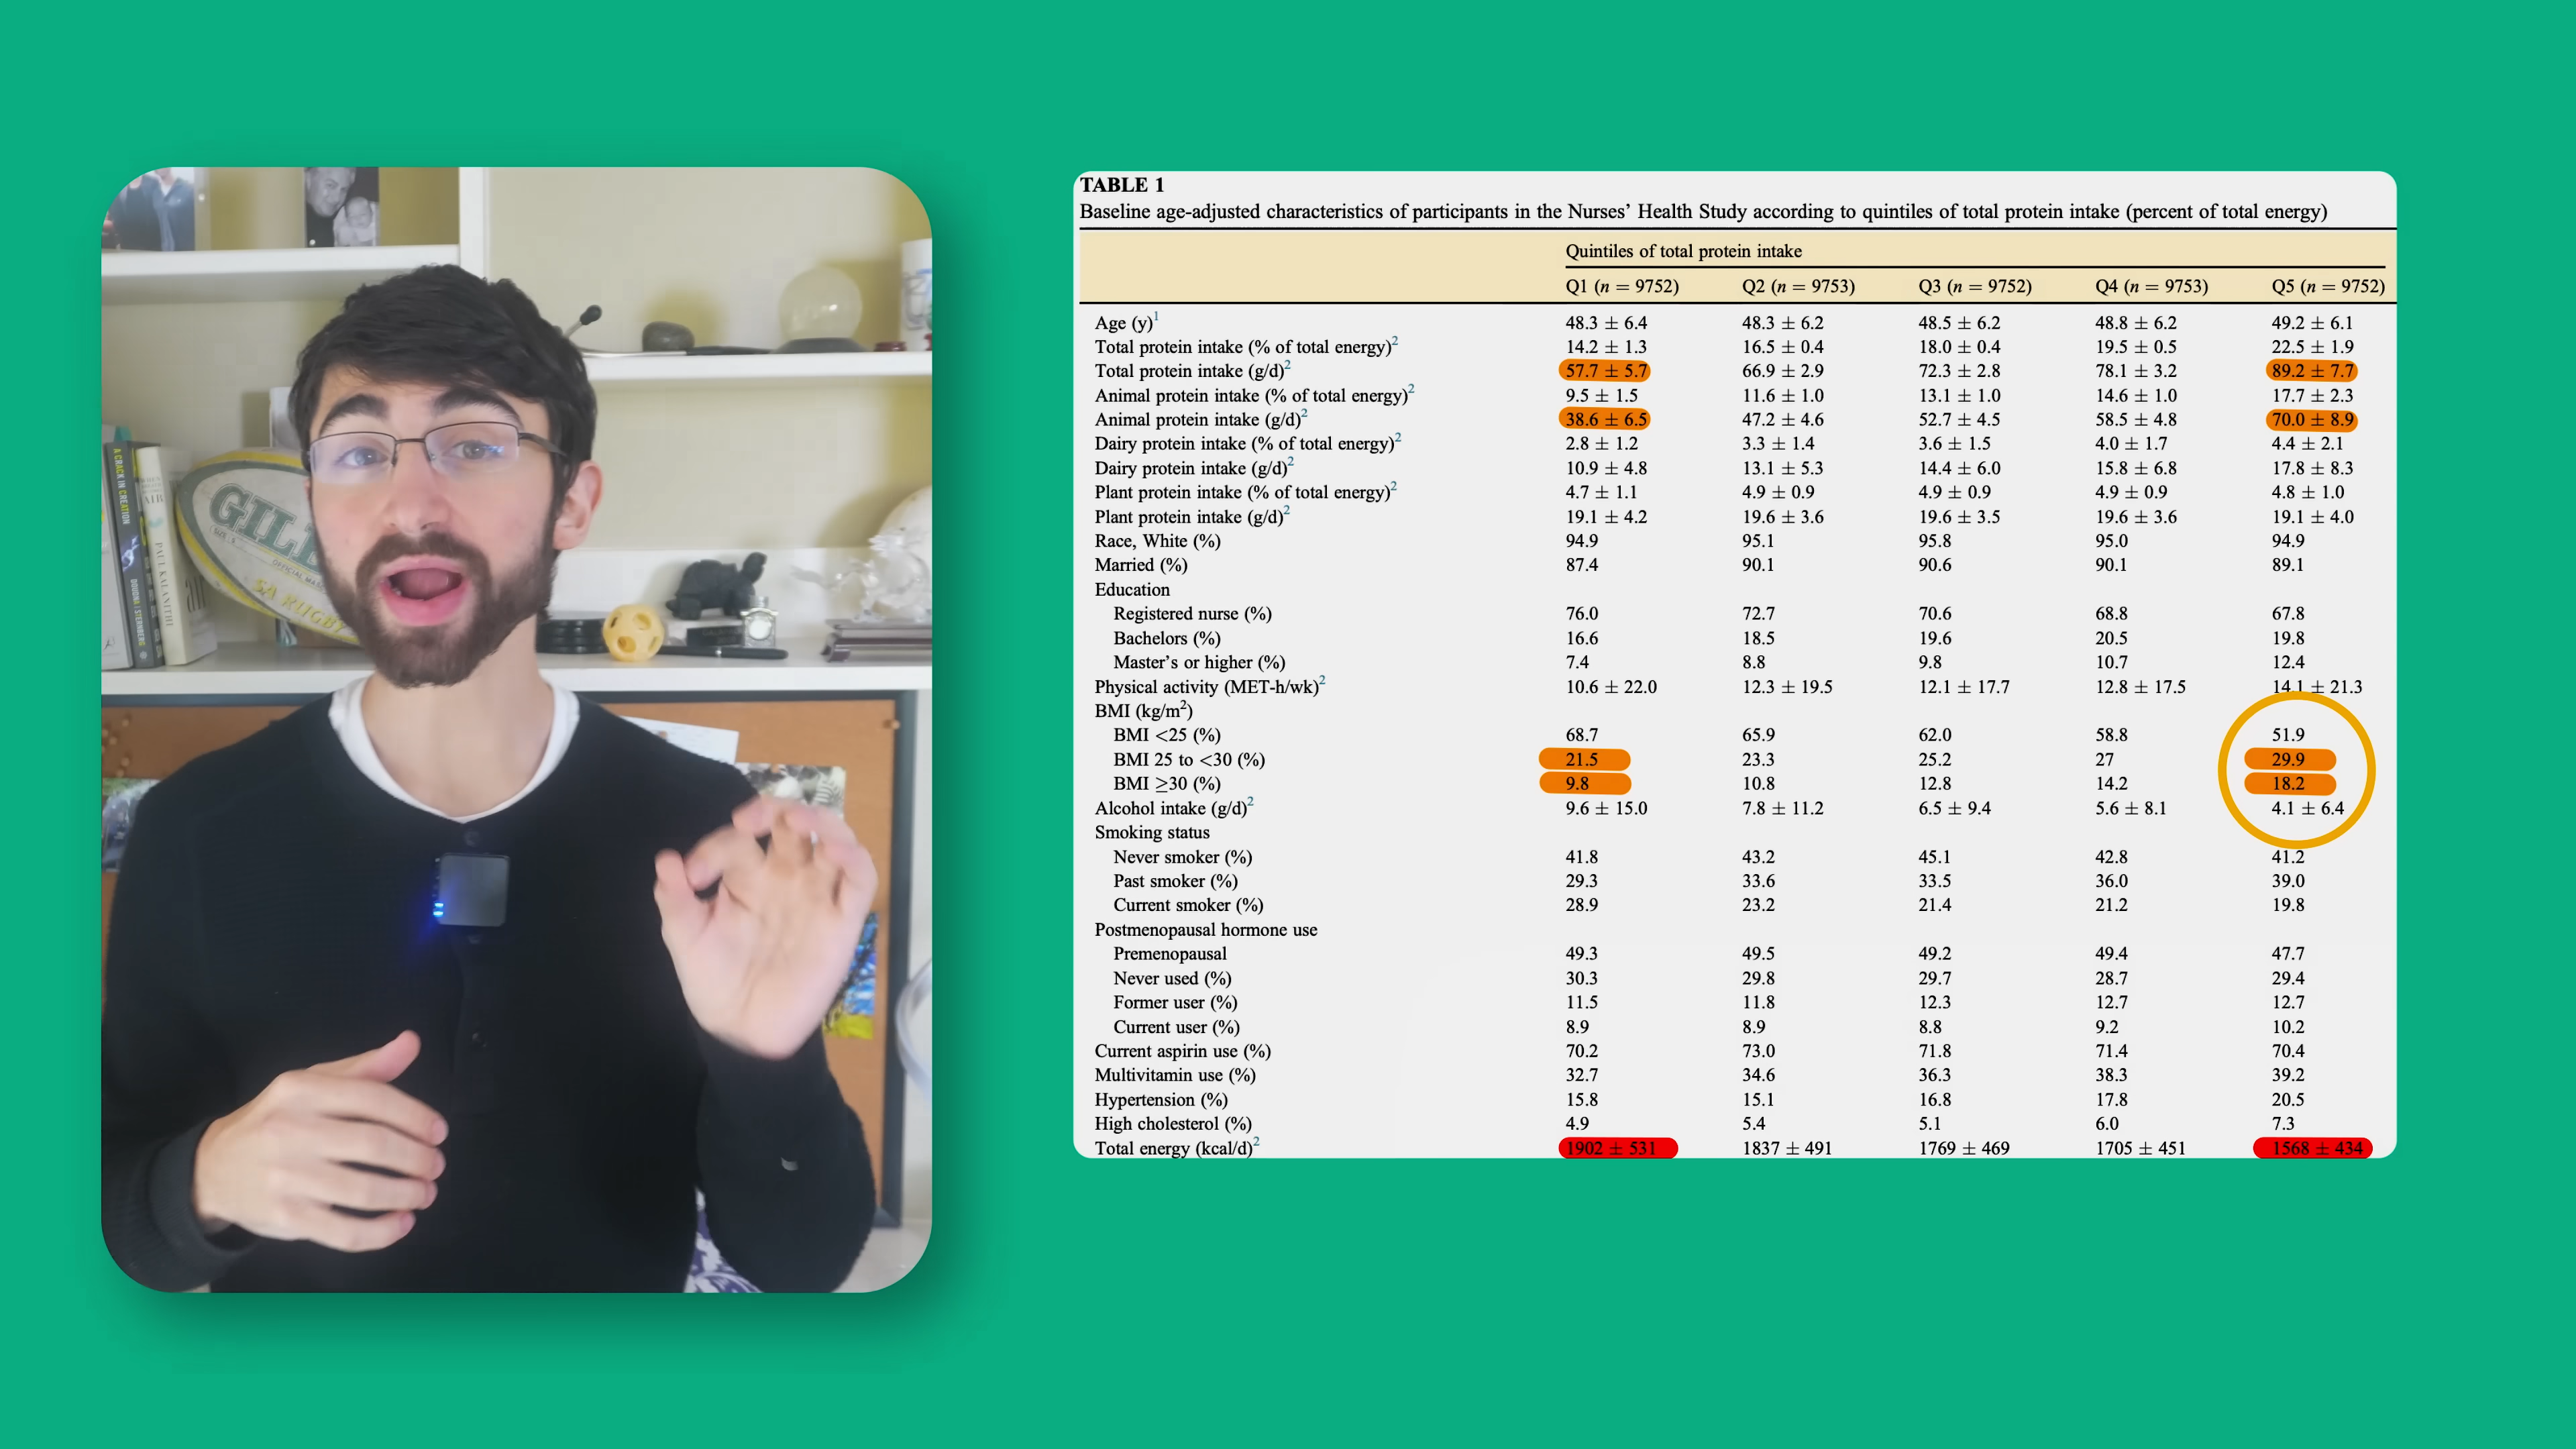 A CRACK IN CREATION
DOUDNA
STERNBERG
AIR
PAUL KALANITHI
GIL
SIZE 5
SA RUGBY
TABLE 1
Baseline age-adjusted characteristics of participants in the Nurses’ Health Study according to quintiles of total protein intake (percent of total energy)
Quintiles of total protein intake
Q1 (n = 9752) Q2 (n = 9753) Q3 (n = 9752) Q4 (n = 9753) Q5 (n = 9752)
Age (y)1 48.3 ± 6.4 48.3 ± 6.2 48.5 ± 6.2 48.8 ± 6.2 49.2 ± 6.1
Total protein intake (% of total energy)2 14.2 ± 1.3 16.5 ± 0.4 18.0 ± 0.4 19.5 ± 0.5 22.5 ± 1.9
Total protein intake (g/d)2 57.7 ± 5.7 66.9 ± 2.9 72.3 ± 2.8 78.1 ± 3.2 89.2 ± 7.7
Animal protein intake (% of total energy)2 9.5 ± 1.5 11.6 ± 1.0 13.1 ± 1.0 14.6 ± 1.0 17.7 ± 2.3
Animal protein intake (g/d)2 38.6 ± 6.5 47.2 ± 4.6 52.7 ± 4.5 58.5 ± 4.8 70.0 ± 8.9
Dairy protein intake (% of total energy)2 2.8 ± 1.2 3.3 ± 1.4 3.6 ± 1.5 4.0 ± 1.7 4.4 ± 2.1
Dairy protein intake (g/d)2 10.9 ± 4.8 13.1 ± 5.3 14.4 ± 6.0 15.8 ± 6.8 17.8 ± 8.3
Plant protein intake (% of total energy)2 4.7 ± 1.1 4.9 ± 0.9 4.9 ± 0.9 4.9 ± 0.9 4.8 ± 1.0
Plant protein intake (g/d)2 19.1 ± 4.2 19.6 ± 3.6 19.6 ± 3.5 19.6 ± 3.6 19.1 ± 4.0
Race, White (%) 94.9 95.1 95.8 95.0 94.9
Married (%) 87.4 90.1 90.6 90.1 89.1
Education
Registered nurse (%) 76.0 72.7 70.6 68.8 67.8
Bachelors (%) 16.6 18.5 19.6 20.5 19.8
Master’s or higher (%) 7.4 8.8 9.8 10.7 12.4
Physical activity (MET-h/wk)2 10.6 ± 22.0 12.3 ± 19.5 12.1 ± 17.7 12.8 ± 17.5 14.1 ± 21.3
BMI (kg/m2)
BMI <25 (%) 68.7 65.9 62.0 58.8 51.9
BMI 25 to <30 (%) 21.5 23.3 25.2 27 29.9
BMI ≥30 (%) 9.8 10.8 12.8 14.2 18.2
Alcohol intake (g/d)2 9.6 ± 15.0 7.8 ± 11.2 6.5 ± 9.4 5.6 ± 8.1 4.1 ± 6.4
Smoking status
Never smoker (%) 41.8 43.2 45.1 42.8 41.2
Past smoker (%) 29.3 33.6 33.5 36.0 39.0
Current smoker (%) 28.9 23.2 21.4 21.2 19.8
Postmenopausal hormone use
Premenopausal 49.3 49.5 49.2 49.4 47.7
Never used (%) 30.3 29.8 29.7 28.7 29.4
Former user (%) 11.5 11.8 12.3 12.7 12.7
Current user (%) 8.9 8.9 8.8 9.2 10.2
Current aspirin use (%) 70.2 73.0 71.8 71.4 70.4
Multivitamin use (%) 32.7 34.6 36.3 38.3 39.2
Hypertension (%) 15.8 15.1 16.8 17.8 20.5
High cholesterol (%) 4.9 5.4 5.1 6.0 7.3
Total energy (kcal/d)2 1902 ± 531 1837 ± 491 1769 ± 469 1705 ± 451 1568 ± 434